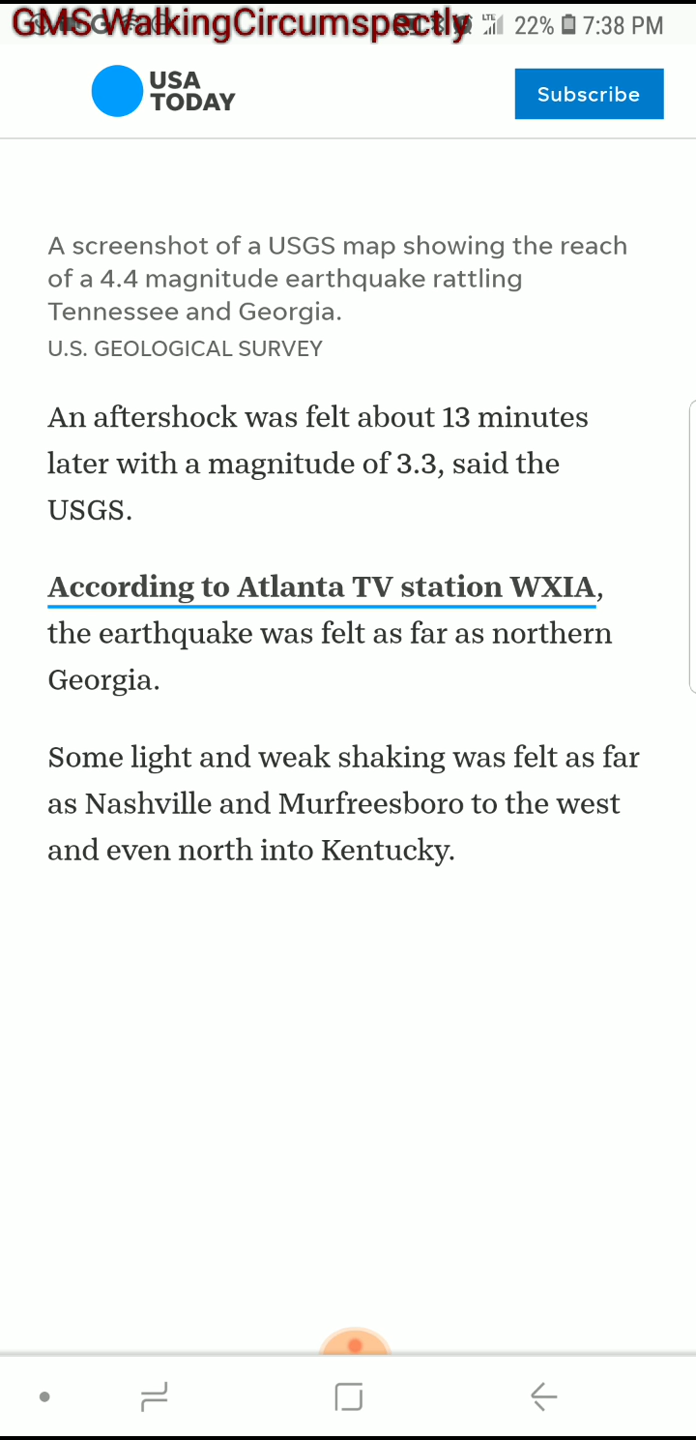 GMS WalkingCircumspectly
LTE 22% 7:38 PM
USA
TODAY
Subscribe
A screenshot of a USGS map showing the reach
of a 4.4 magnitude earthquake rattling
Tennessee and Georgia.
U.S. GEOLOGICAL SURVEY
An aftershock was felt about 13 minutes
later with a magnitude of 3.3, said the
USGS.
According to Atlanta TV station WXIA,
the earthquake was felt as far as northern
Georgia.
Some light and weak shaking was felt as far
as Nashville and Murfreesboro to the west
and even north into Kentucky.